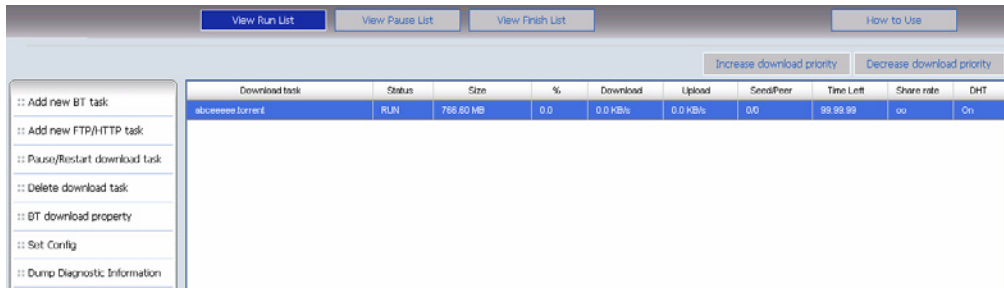 View Run List View Pause List View Finish List How to Use
Increase download priority Decrease download priority
Download task Status Size % Download Upload Seed/Peer Time Left Share rate DHT
abceeeee.torrent RUN 766.60 MB 0.0 0.0 KB/s 0.0 KB/s 0/0 99.99.99 oo On
:: Add new BT task
:: Add new FTP/HTTP task
:: Pause/Restart download task
:: Delete download task
:: BT download property
:: Set Config
:: Dump Diagnostic Information